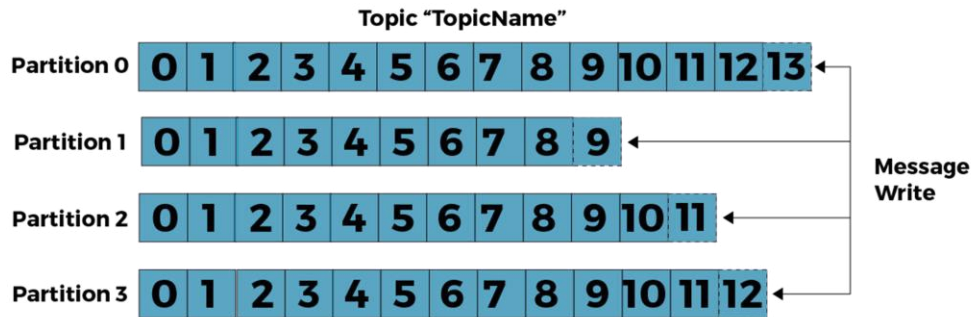 Topic “TopicName”
Partition 0 0 1 2 3 4 5 6 7 8 9 10 11 12 13
Partition 1 0 1 2 3 4 5 6 7 8 9
Message
Write
Partition 2 0 1 2 3 4 5 6 7 8 9 10 11
Partition 3 0 1 2 3 4 5 6 7 8 9 10 11 12